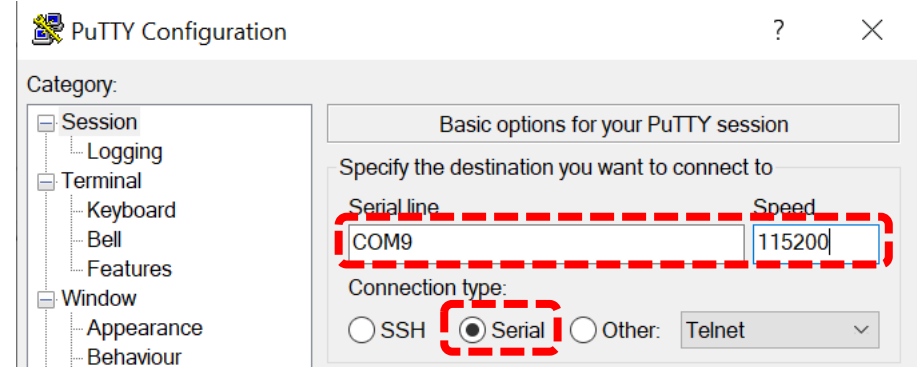 PuTTY Configuration ?
Category:
Session
Logging
Terminal
Keyboard
Bell
Features
Window
Appearance
Behaviour
Basic options for your PuTTY session
Specify the destination you want to connect to
Serial line Speed
COM9 115200
Connection type:
SSH Serial Other: Telnet